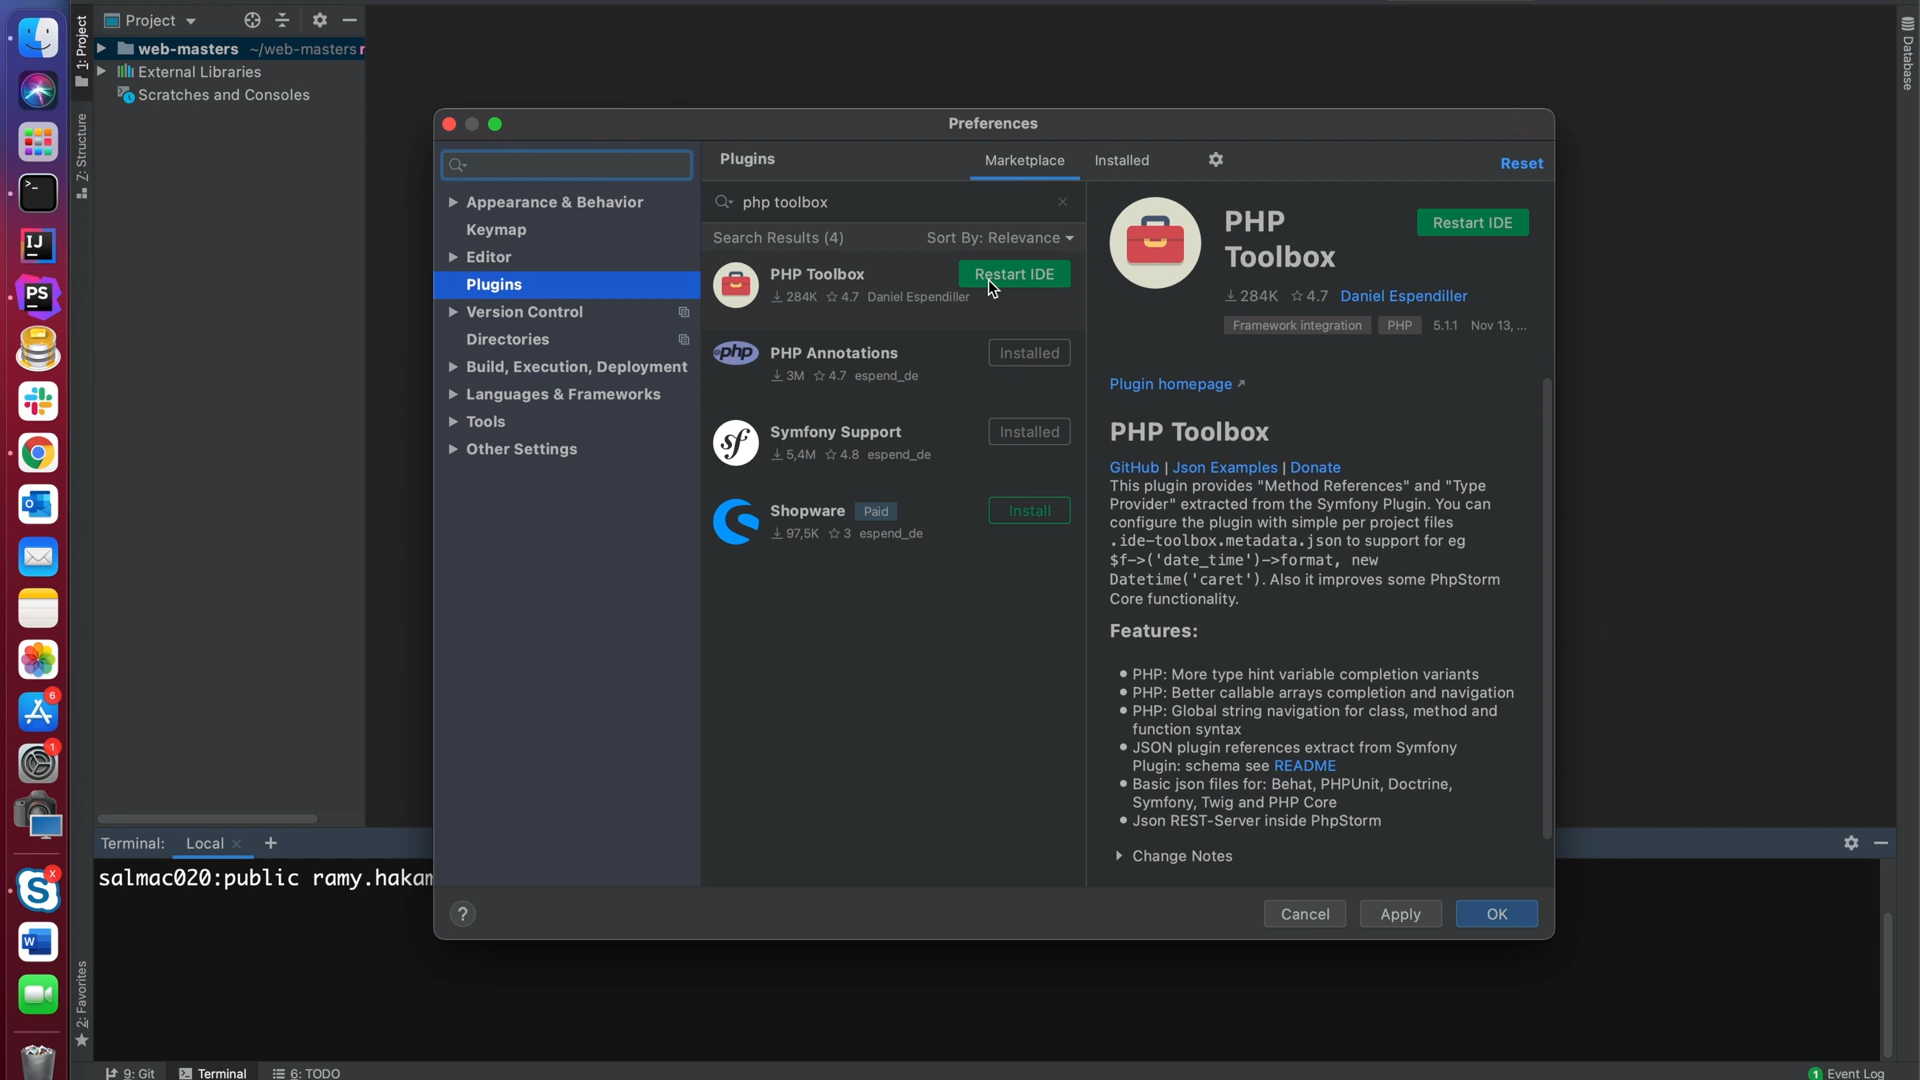 Project
1: Project
web-masters ~/web-masters
External Libraries
Scratches and Consoles
Z: Structure
2: Favorites
Database
Preferences
Appearance & Behavior
Keymap
Editor
Plugins
Version Control
Directories
Build, Execution, Deployment
Languages & Frameworks
Tools
Other Settings
Plugins
Marketplace
Installed
Reset
php toolbox
Search Results (4)
Sort By: Relevance
PHP Toolbox
Restart IDE
284K 4.7 Daniel Espendiller
php
PHP Annotations
Installed
3M 4.7 espend_de
sf
Symfony Support
Installed
5,4M 4.8 espend_de
Shopware Paid
Install
97,5K 3 espend_de
PHP
Toolbox
Restart IDE
284K 4.7 Daniel Espendiller
Framework integration PHP 5.1.1 Nov 13, ...
Plugin homepage ↗
PHP Toolbox
GitHub | Json Examples | Donate
This plugin provides "Method References" and "Type
Provider" extracted from the Symfony Plugin. You can
configure the plugin with simple per project files
.ide-toolbox.metadata.json to support for eg
$f->('date_time')->format, new
Datetime('caret'). Also it improves some PhpStorm
Core functionality.
Features:
• PHP: More type hint variable completion variants
• PHP: Better callable arrays completion and navigation
• PHP: Global string navigation for class, method and
function syntax
• JSON plugin references extract from Symfony
Plugin: schema see README
• Basic json files for: Behat, PHPUnit, Doctrine,
Symfony, Twig and PHP Core
• Json REST-Server inside PhpStorm
Change Notes
?
Cancel
Apply
OK
Terminal: Local × +
salmac020:public ramy.hakam
9: Git
Terminal
6: TODO
1 Event Log
>_
IJ
PS
6
1
S
X
W